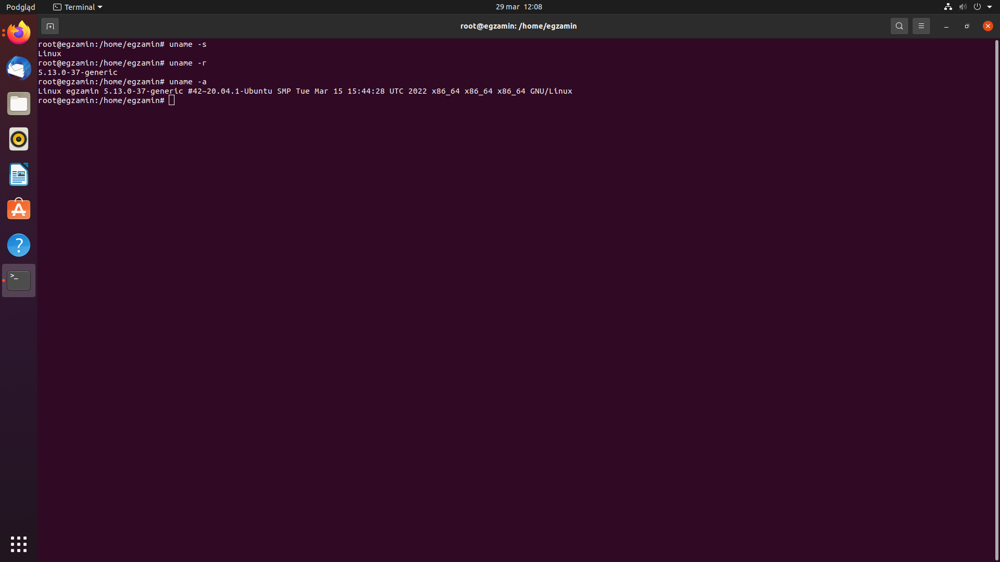 Podgląd Terminal 29 mar 12:08
root@egzamin: /home/egzamin
root@egzamin:/home/egzamin# uname -s
Linux
root@egzamin:/home/egzamin# uname -r
5.13.0-37-generic
root@egzamin:/home/egzamin# uname -a
Linux egzamin 5.13.0-37-generic #42~20.04.1-Ubuntu SMP Tue Mar 15 15:44:28 UTC 2022 x86_64 x86_64 x86_64 GNU/Linux
root@egzamin:/home/egzamin#